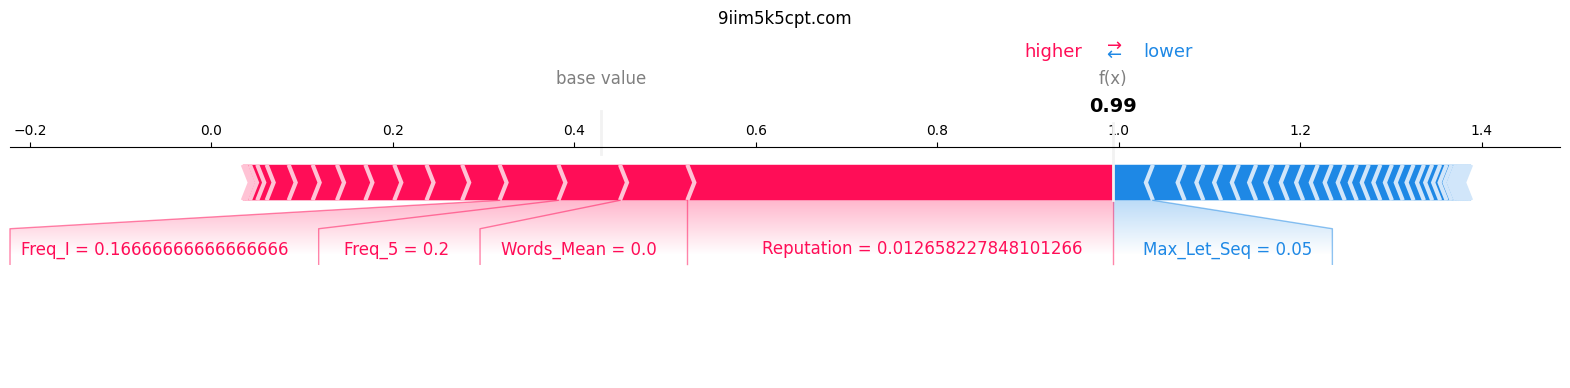 9iim5k5cpt.com
higher ⇄ lower
base value f(x)
0.99
−0.2 0.0 0.2 0.4 0.6 0.8 1.0 1.2 1.4
Freq_I = 0.16666666666666666 Freq_5 = 0.2 Words_Mean = 0.0 Reputation = 0.012658227848101266 Max_Let_Seq = 0.05